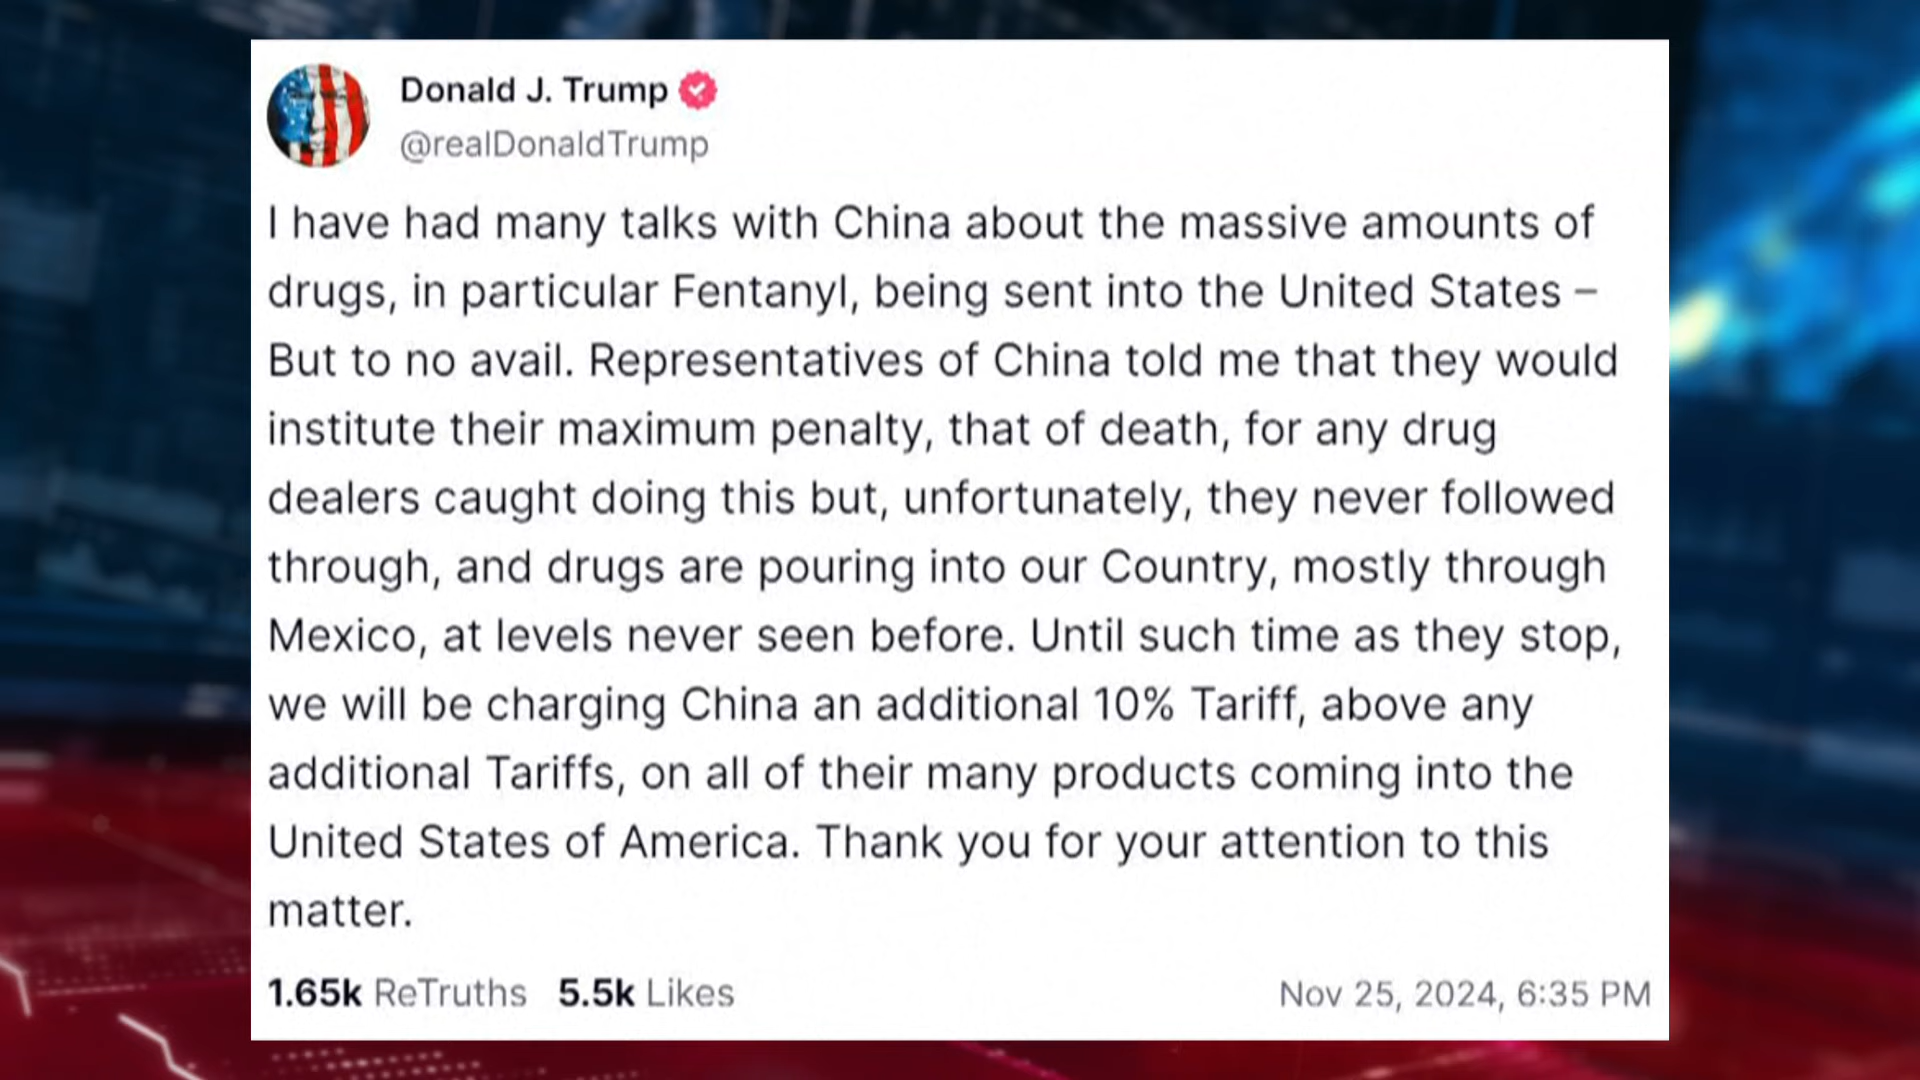 Donald J. Trump
@realDonaldTrump
I have had many talks with China about the massive amounts of
drugs, in particular Fentanyl, being sent into the United States –
But to no avail. Representatives of China told me that they would
institute their maximum penalty, that of death, for any drug
dealers caught doing this but, unfortunately, they never followed
through, and drugs are pouring into our Country, mostly through
Mexico, at levels never seen before. Until such time as they stop,
we will be charging China an additional 10% Tariff, above any
additional Tariffs, on all of their many products coming into the
United States of America. Thank you for your attention to this
matter.
1.65k ReTruths 5.5k Likes Nov 25, 2024, 6:35 PM